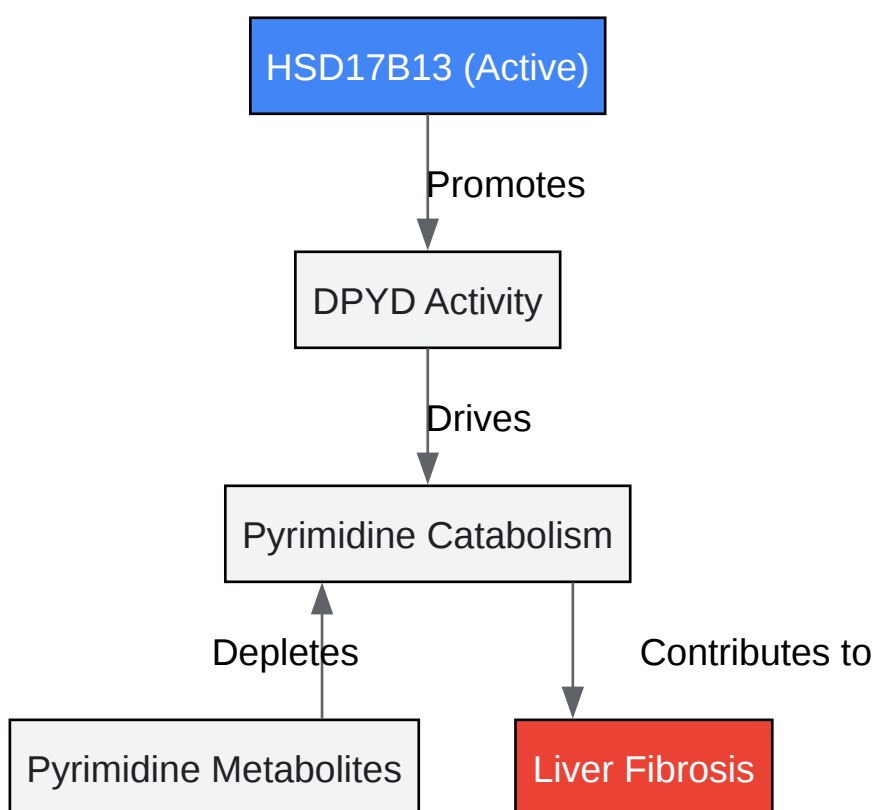 HSD17B13 (Active)
Promotes
DPYD Activity
Drives
Pyrimidine Catabolism
Depletes
Contributes to
Pyrimidine Metabolites
Liver Fibrosis